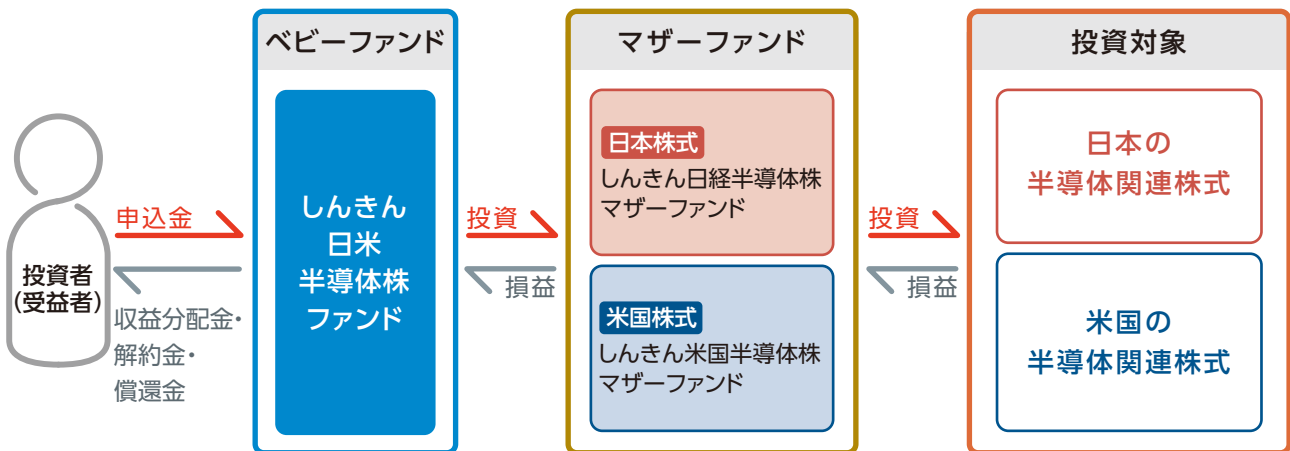 ベビーファンド
マザーファンド
投資対象
投資者
(受益者)
申込金
収益分配金・
解約金・
償還金
しんきん
日米
半導体株
ファンド
投資
損益
日本株式
しんきん日経半導体株
マザーファンド
米国株式
しんきん米国半導体株
マザーファンド
投資
損益
日本の
半導体関連株式
米国の
半導体関連株式